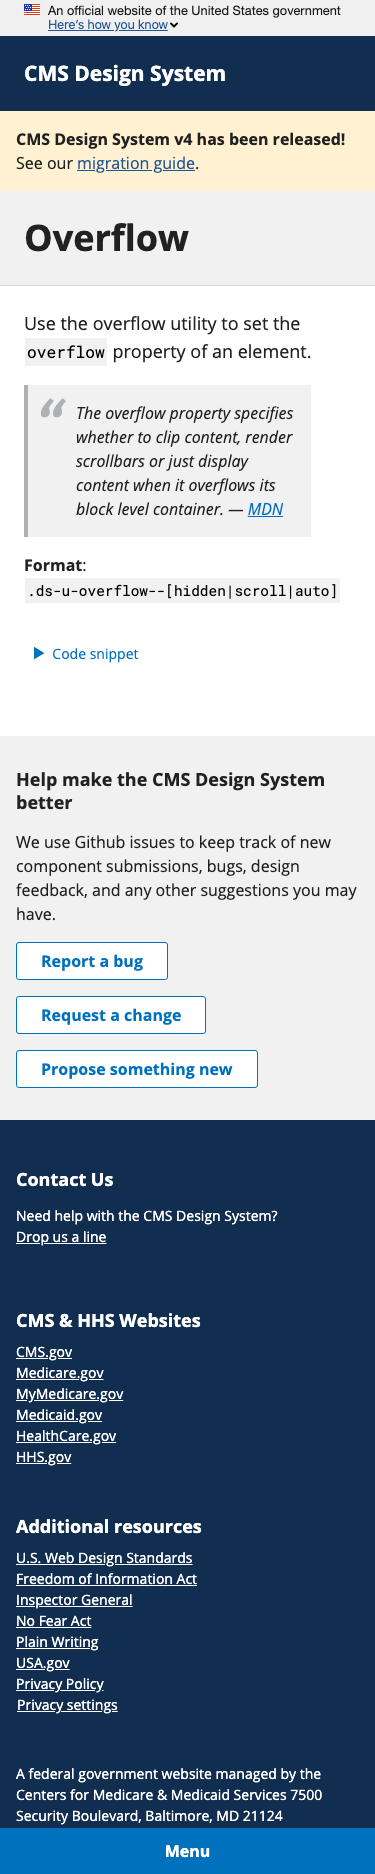 An official website of the United States government
Here's how you know
CMS Design System
CMS Design System v4 has been released!
See our migration guide.
Overflow
Use the overflow utility to set the
overflow property of an element.
“
The overflow property specifies
whether to clip content, render
scrollbars or just display
content when it overflows its
block level container. — MDN
Format:
.ds-u-overflow--[hidden|scroll|auto]
Code snippet
Help make the CMS Design System
better
We use Github issues to keep track of new
component submissions, bugs, design
feedback, and any other suggestions you may
have.
Report a bug
Request a change
Propose something new
Contact Us
Need help with the CMS Design System?
Drop us a line
CMS & HHS Websites
CMS.gov
Medicare.gov
MyMedicare.gov
Medicaid.gov
HealthCare.gov
HHS.gov
Additional resources
U.S. Web Design Standards
Freedom of Information Act
Inspector General
No Fear Act
Plain Writing
USA.gov
Privacy Policy
Privacy settings
A federal government website managed by the
Centers for Medicare & Medicaid Services 7500
Security Boulevard, Baltimore, MD 21124
Menu